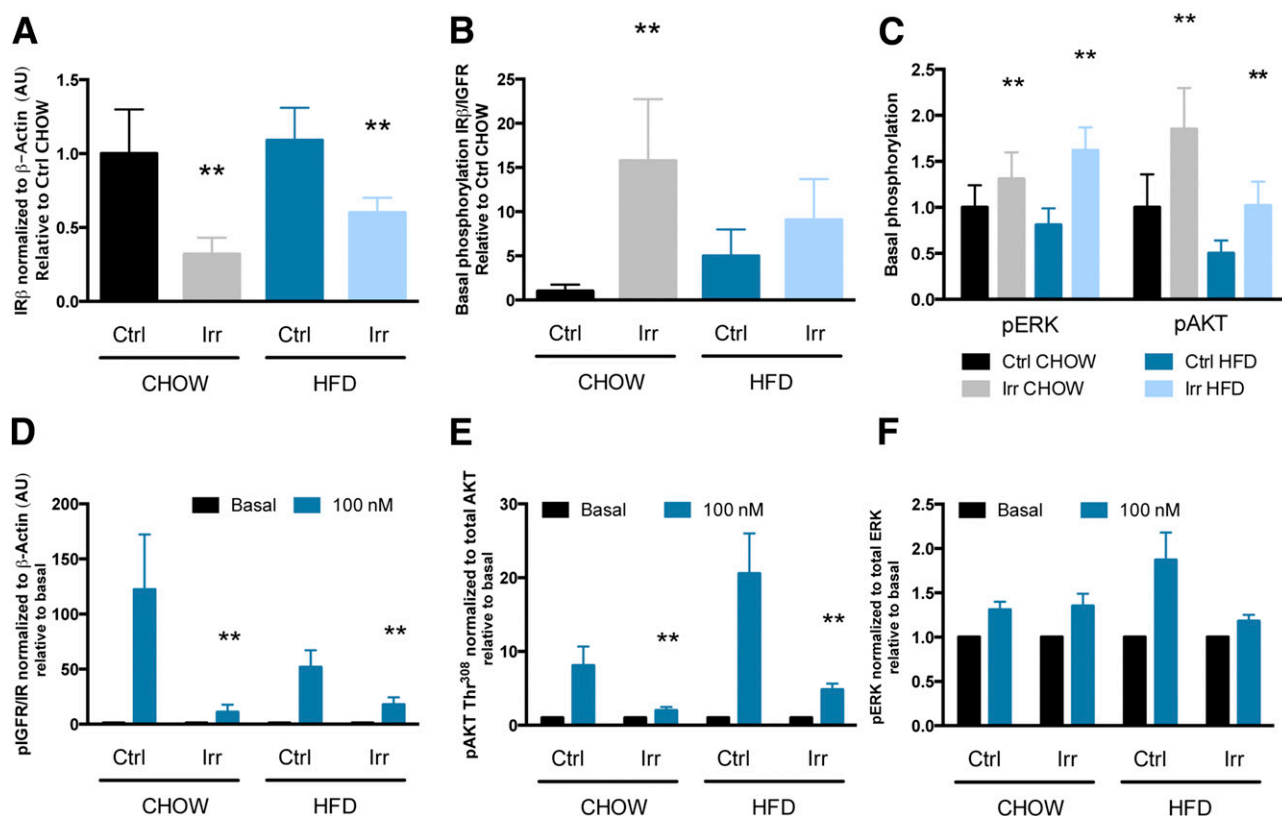 A
IRβ normalized to β-Actin (AU)
Relative to Ctrl CHOW
1.5
1.0
0.5
0.0
**
**
Ctrl
Irr
Ctrl
Irr
CHOW
HFD
B
Basal phosphorylation IRβ/IGFR
Relative to Ctrl CHOW
25
20
15
10
5
0
**
Ctrl
Irr
Ctrl
Irr
CHOW
HFD
C
Basal phosphorylation
2.5
2.0
1.5
1.0
0.5
0.0
**
**
**
**
pERK
pAKT
Ctrl CHOW
Ctrl HFD
Irr CHOW
Irr HFD
D
pIGFR/IR normalized to β-Actin (AU)
relative to basal
200
150
100
50
0
Basal
100 nM
**
**
Ctrl
Irr
Ctrl
Irr
CHOW
HFD
E
pAKT Thr³⁰⁸ normalized to total AKT
relative to basal
30
20
10
0
Basal
100 nM
**
**
Ctrl
Irr
Ctrl
Irr
CHOW
HFD
F
pERK normalized to total ERK
relative to basal
2.5
2.0
1.5
1.0
0.5
0.0
Basal
100 nM
Ctrl
Irr
Ctrl
Irr
CHOW
HFD